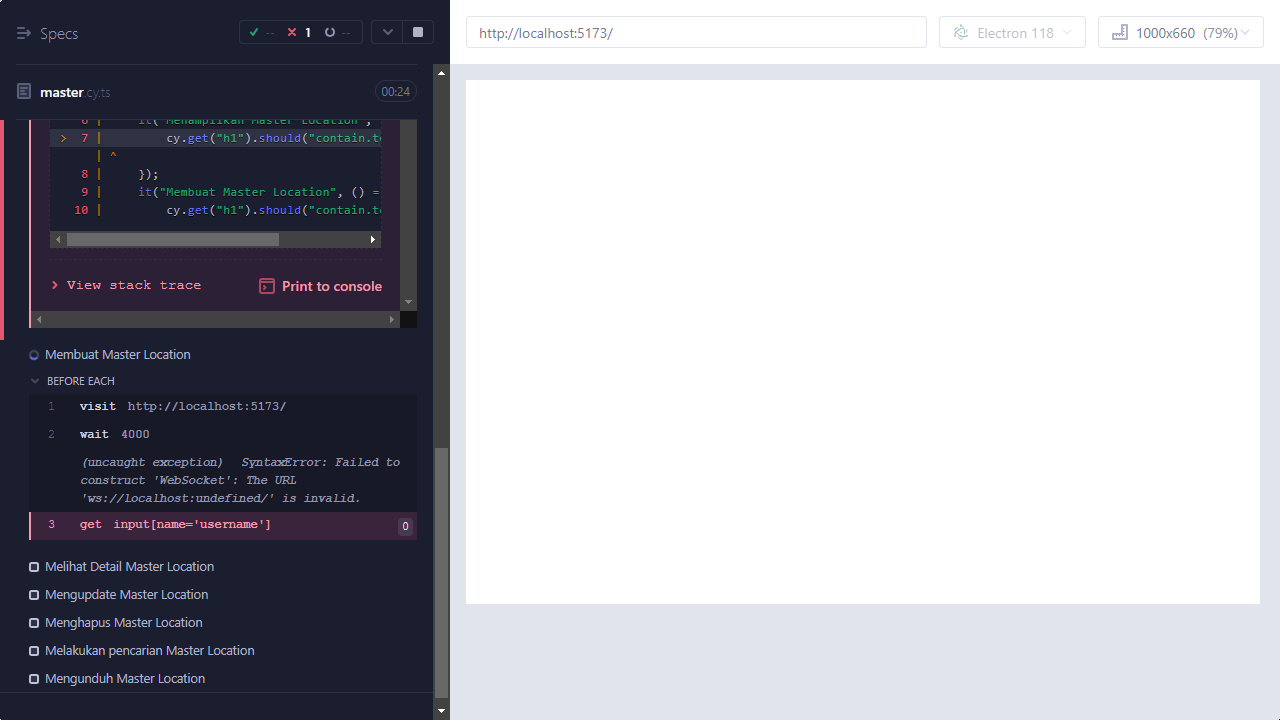 Specs
-- 1 --
http://localhost:5173/
Electron 118
1000x660 (79%)
master.cy.ts
00:24
6 | it("Menampilkan Master Location",
> 7 | cy.get("h1").should("contain.te
| ^
8 | });
9 | it("Membuat Master Location", () =
10 | cy.get("h1").should("contain.te
> View stack trace
Print to console
Membuat Master Location
BEFORE EACH
1 visit http://localhost:5173/
2 wait 4000
(uncaught exception) SyntaxError: Failed to
construct 'WebSocket': The URL
'ws://localhost:undefined/' is invalid.
3 get input[name='username'] 0
Melihat Detail Master Location
Mengupdate Master Location
Menghapus Master Location
Melakukan pencarian Master Location
Mengunduh Master Location